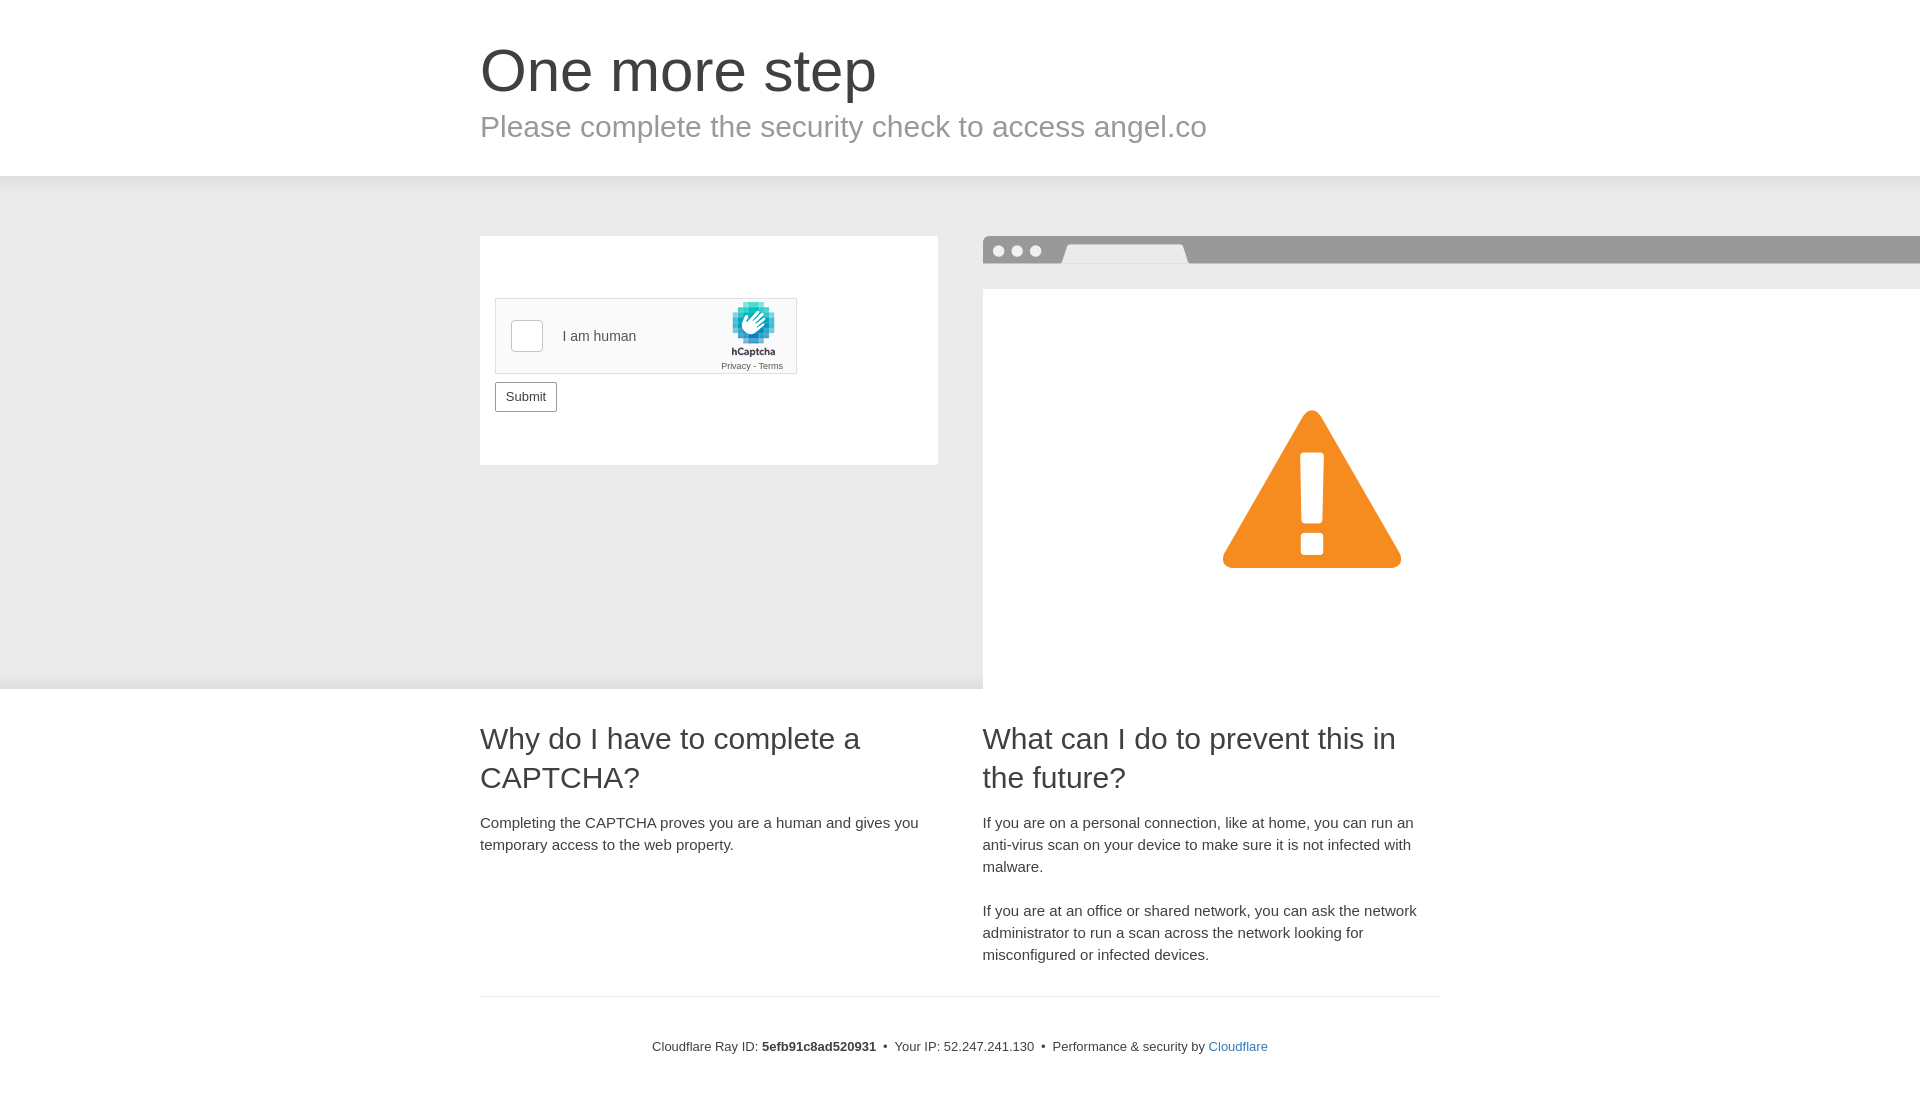 One more step
Please complete the security check to access angel.co
I am human
hCaptcha
Privacy - Terms
Submit
Why do I have to complete a
CAPTCHA?
Completing the CAPTCHA proves you are a human and gives you
temporary access to the web property.
What can I do to prevent this in
the future?
If you are on a personal connection, like at home, you can run an
anti-virus scan on your device to make sure it is not infected with
malware.
If you are at an office or shared network, you can ask the network
administrator to run a scan across the network looking for
misconfigured or infected devices.
Cloudflare Ray ID: 5efb91c8ad520931 • Your IP: 52.247.241.130 • Performance & security by Cloudflare